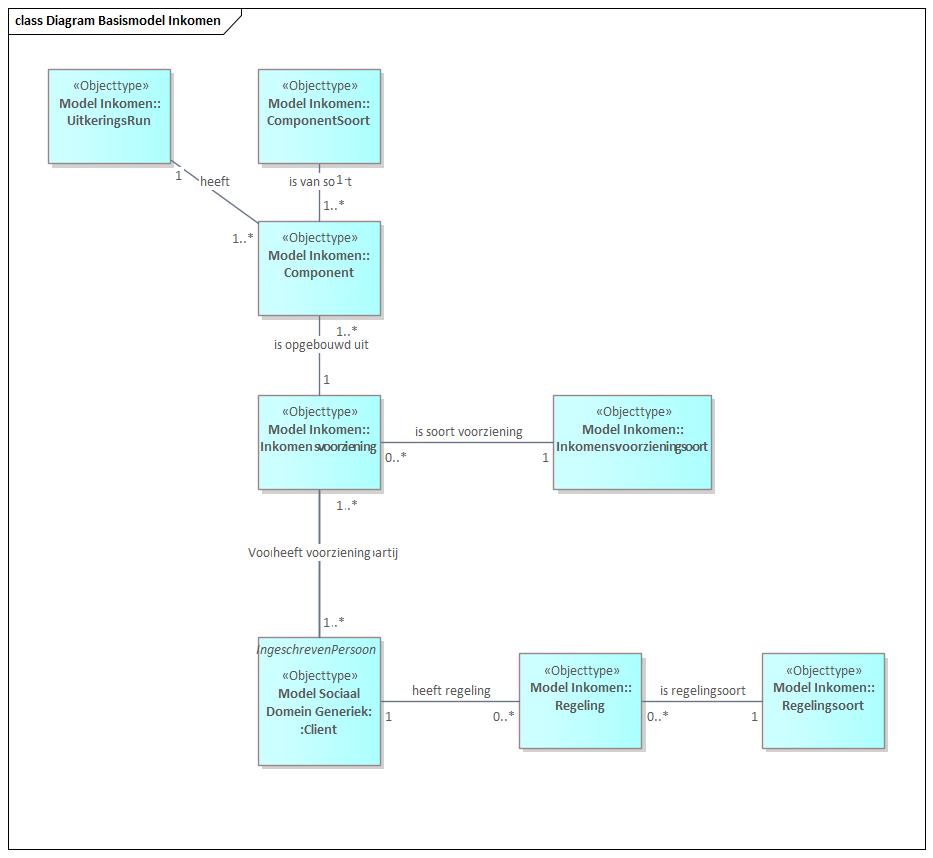 class Diagram Basismodel Inkomen
«Objecttype»
Model Inkomen::
UitkeringsRun
«Objecttype»
Model Inkomen::
ComponentSoort
1
heeft
1..*
is van so
1
t
1..*
«Objecttype»
Model Inkomen::
Component
1..*
is opgebouwd uit
1
«Objecttype»
Model Inkomen::
Inkomensvoorziening
is soort voorziening
0..*
1
«Objecttype»
Model Inkomen::
Inkomensvoorzieningsoort
1..*
heeft voorziening
1..*
IngeschrevenPersoon
«Objecttype»
Model Sociaal
Domein Generiek:
:Client
heeft regeling
1
0..*
«Objecttype»
Model Inkomen::
Regeling
is regelingsoort
0..*
1
«Objecttype»
Model Inkomen::
Regelingsoort